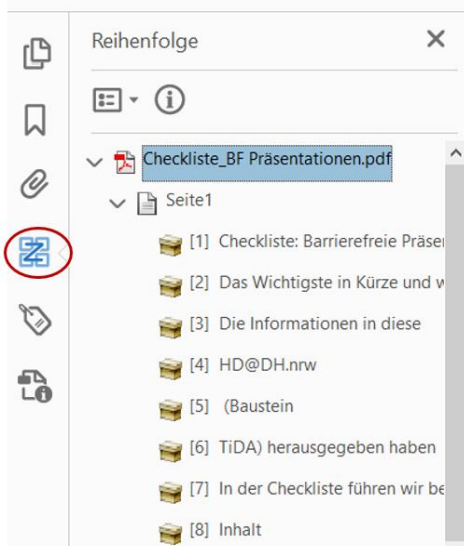 Reihenfolge
Checkliste_BF Präsentationen.pdf
Seite1
[1] Checkliste: Barrierefreie Präse
[2] Das Wichtigste in Kürze und w
[3] Die Informationen in diese
[4] HD@DH.nrw
[5] (Baustein
[6] TiDA) herausgegeben haben
[7] In der Checkliste führen wir be
[8] Inhalt